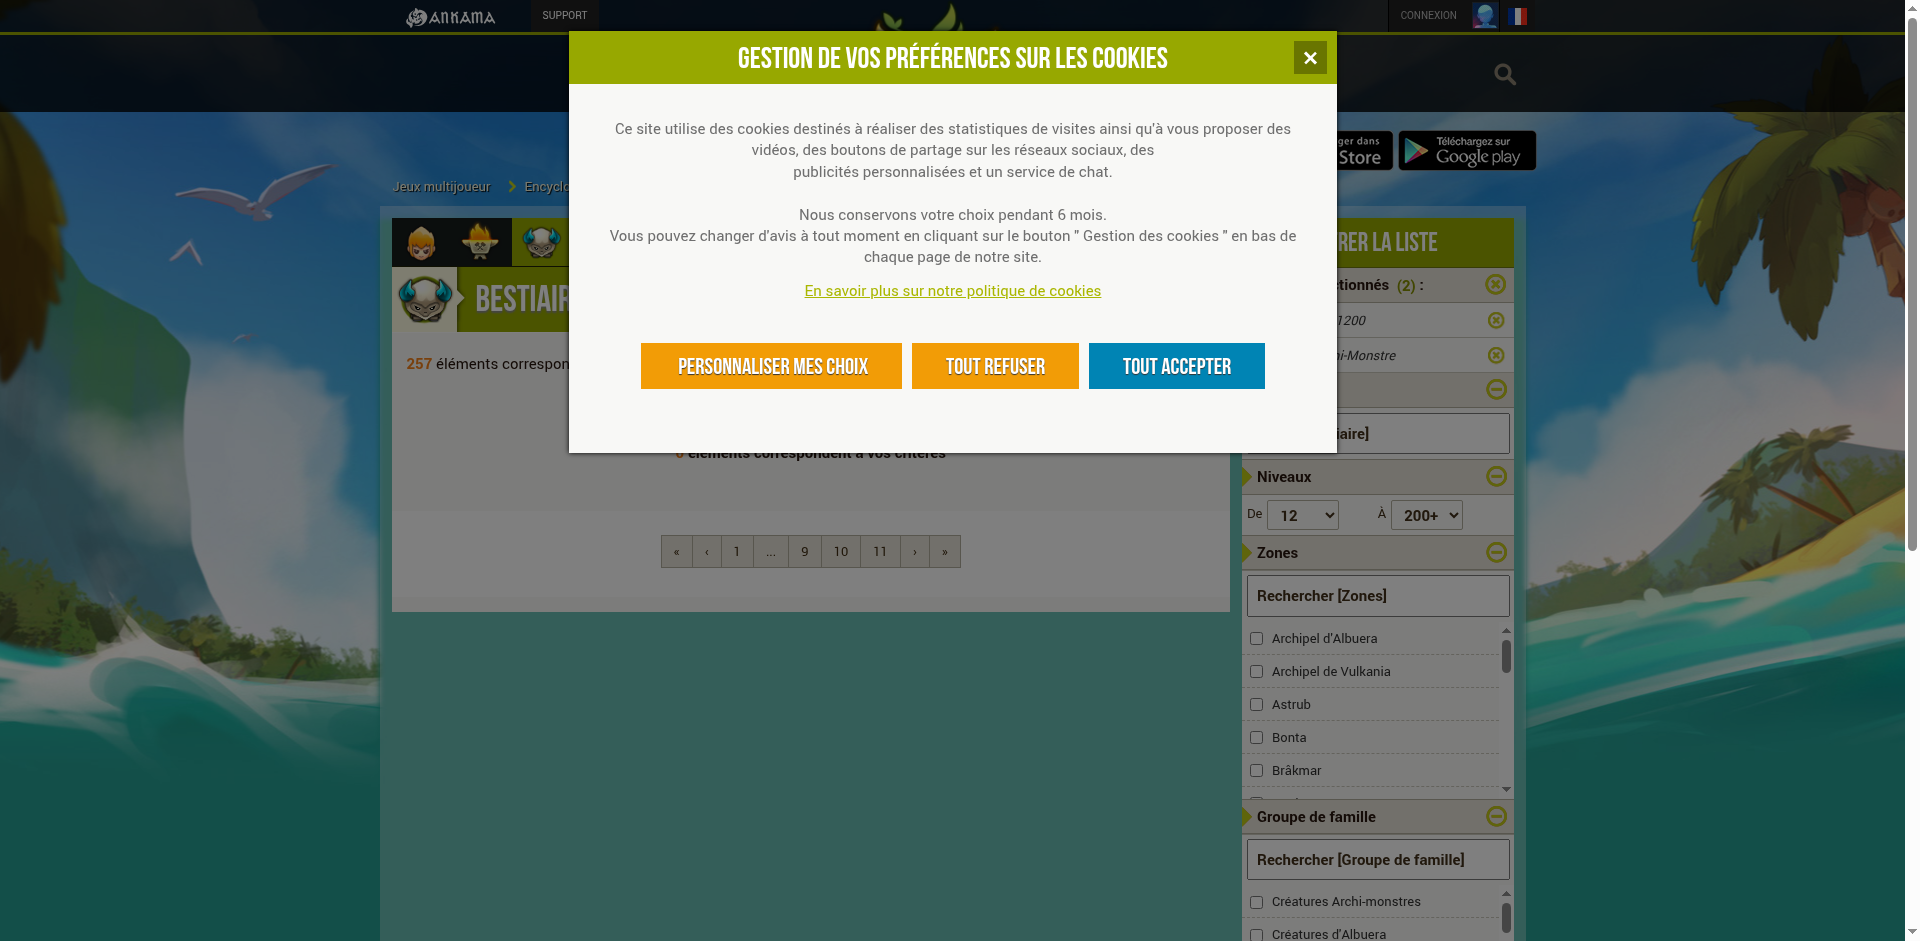 ANKAMA
SUPPORT
CONNEXION
GESTION DE VOS PRÉFÉRENCES SUR LES COOKIES
Ce site utilise des cookies destinés à réaliser des statistiques de visites ainsi qu'à vous proposer des
vidéos, des boutons de partage sur les réseaux sociaux, des
publicités personnalisées et un service de chat.
Nous conservons votre choix pendant 6 mois.
Vous pouvez changer d'avis à tout moment en cliquant sur le bouton " Gestion des cookies " en bas de
chaque page de notre site.
En savoir plus sur notre politique de cookies
PERSONNALISER MES CHOIX
TOUT REFUSER
TOUT ACCEPTER
ger dans
Store
Téléchargez sur
Google play
Jeux multijoueur
Encyclo
BESTIAIR
257 éléments correspon
éléments correspondent à vos critères
« ‹ 1 ... 9 10 11 › »
RER LA LISTE
ctionnés (2) :
1200
hi-Monstre
iaire]
Niveaux
De 12 À 200+
Zones
Rechercher [Zones]
Archipel d'Albuera
Archipel de Vulkania
Astrub
Bonta
Brâkmar
Groupe de famille
Rechercher [Groupe de famille]
Créatures Archi-monstres
Créatures d'Albuera